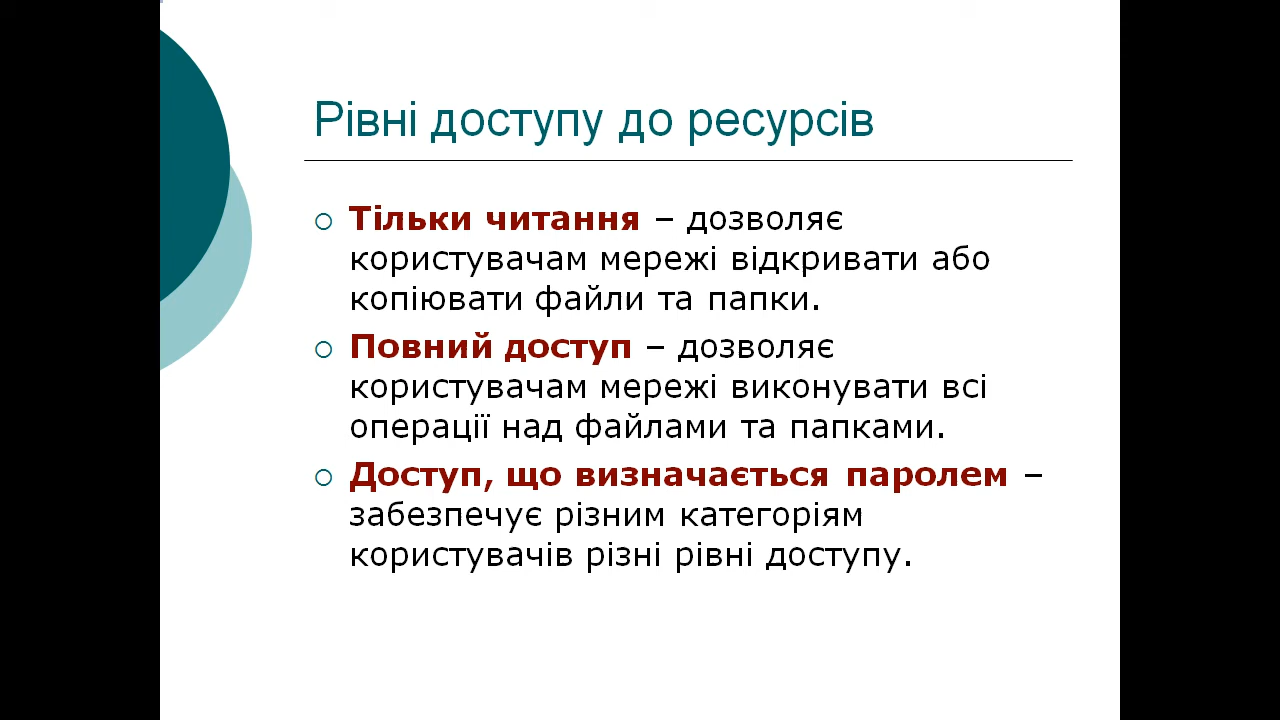 Рівні доступу до ресурсів
Тільки читання – дозволяє
користувачам мережі відкривати або
копіювати файли та папки.
Повний доступ – дозволяє
користувачам мережі виконувати всі
операції над файлами та папками.
Доступ, що визначається паролем –
забезпечує різним категоріям
користувачів різні рівні доступу.